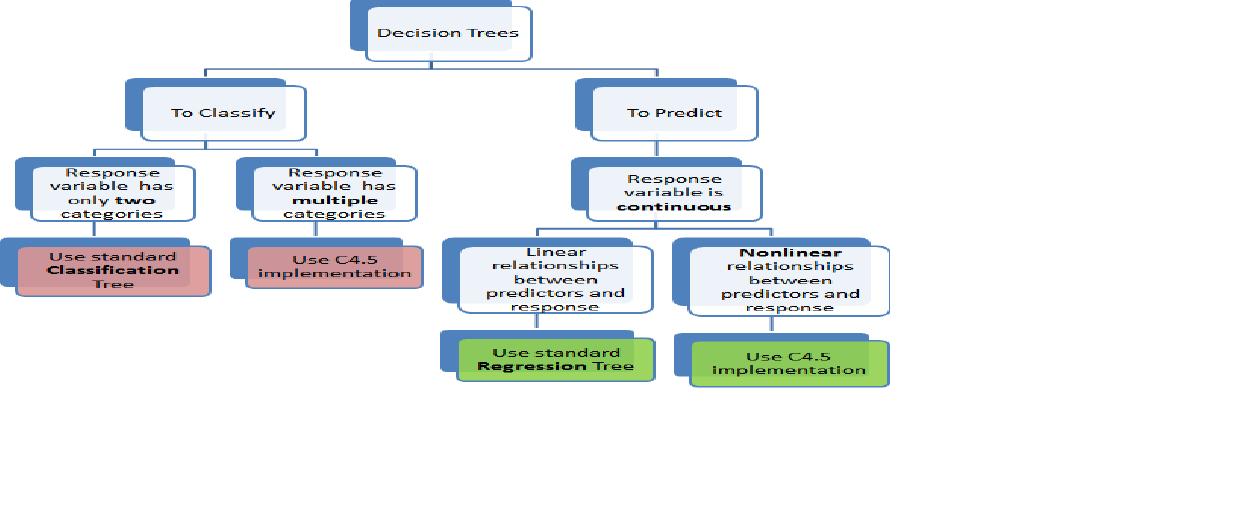 Decision Trees
To Classify
To Predict
Response
variable has
only two
categories
Response
variable has
multiple
categories
Response
variable is
continuous
Use standard
Classification
Tree
Use C4.5
implementation
Linear
relationships
between
predictors and
response
Nonlinear
relationships
between
predictors and
response
Use standard
Regression Tree
Use C4.5
implementation